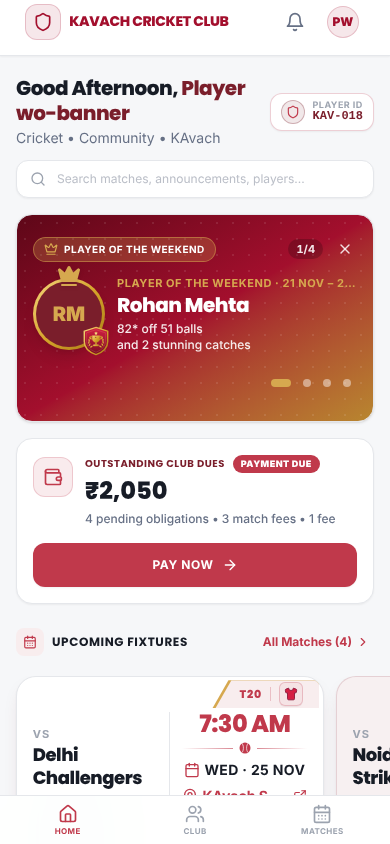 KAVACH CRICKET CLUB
PW
Good Afternoon, Player
wo-banner
PLAYER ID
KAV-018
Cricket • Community • KAvach
Search matches, announcements, players...
PLAYER OF THE WEEKEND
1/4
PLAYER OF THE WEEKEND · 21 NOV – 2...
RM
Rohan Mehta
82* off 51 balls
and 2 stunning catches
OUTSTANDING CLUB DUES
PAYMENT DUE
₹2,050
4 pending obligations • 3 match fees • 1 fee
PAY NOW
UPCOMING FIXTURES
All Matches (4)
T20
7:30 AM
VS
Delhi
Challengers
WED · 25 NOV
VS
HOME
CLUB
MATCHES